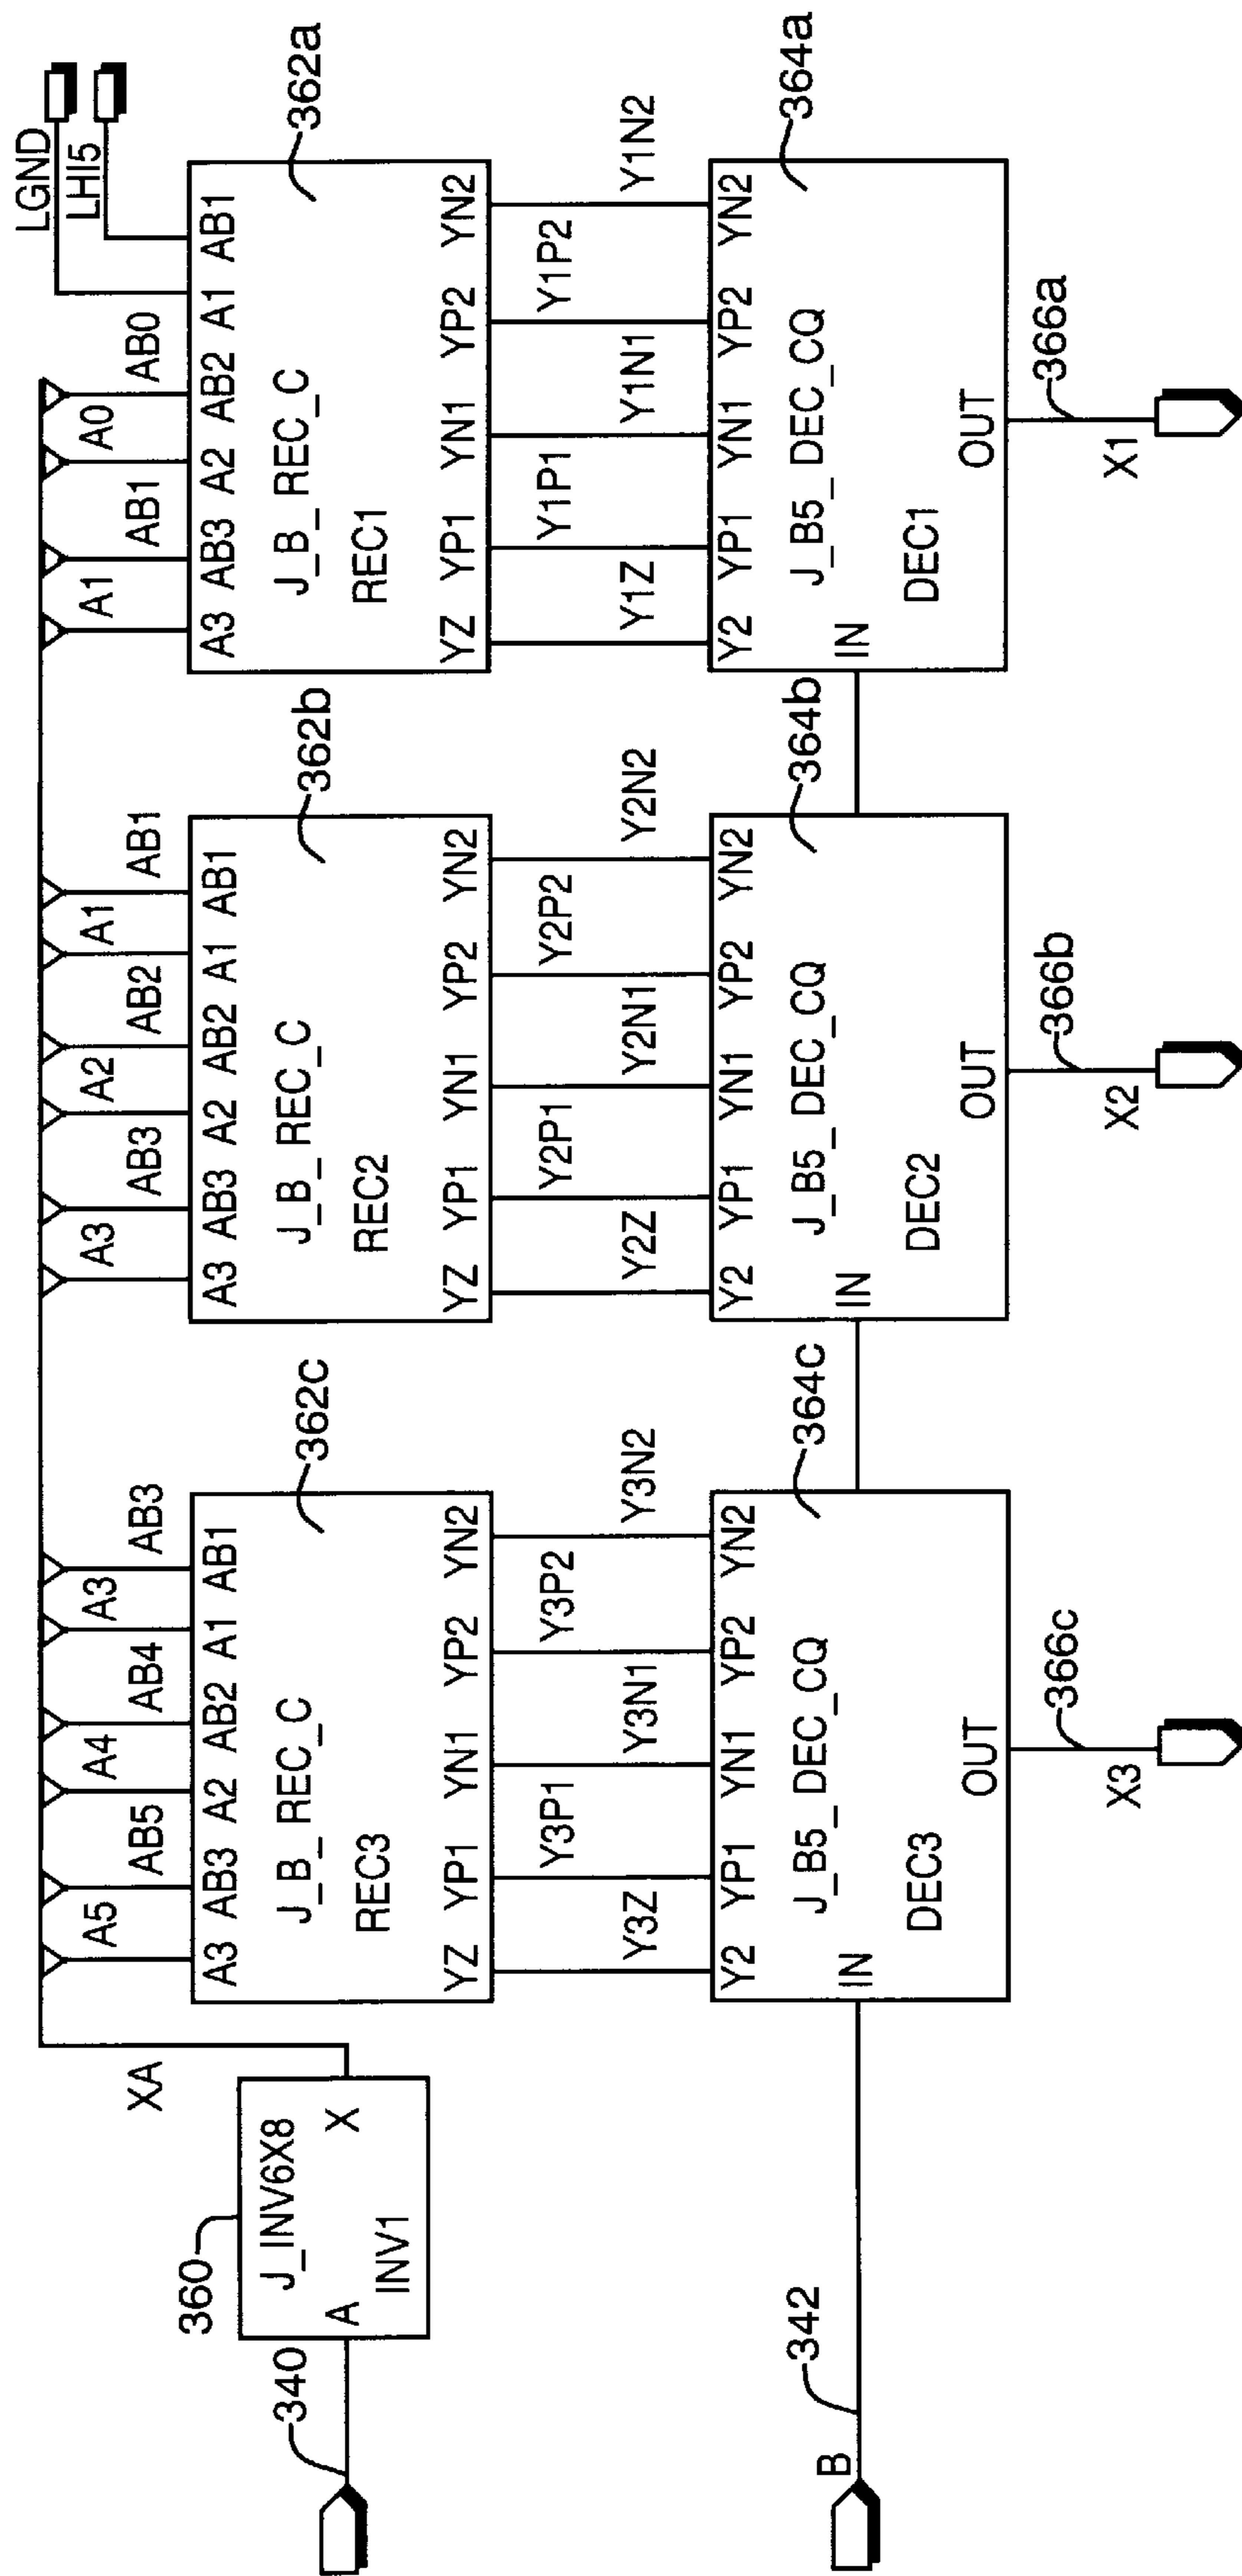 LGND
LHI5
XA
A5
AB5
A4
AB4
A3
AB3
A3
AB3
A2
AB2
A1
AB1
A1
AB1
A0
AB0
360
J_INV6X8
A X
INV1
340
A3 AB3 A2 AB2 A1 AB1
J_B_REC_C
REC3
YZ YP1 YN1 YP2 YN2
362c
A3 AB3 A2 AB2 A1 AB1
J_B_REC_C
REC2
YZ YP1 YN1 YP2 YN2
362b
A3 AB3 A2 AB2 A1 AB1
J_B_REC_C
REC1
YZ YP1 YN1 YP2 YN2
362a
Y3Z
Y3P1
Y3N1
Y3P2
Y3N2
Y2Z
Y2P1
Y2N1
Y2P2
Y2N2
Y1Z
Y1P1
Y1N1
Y1P2
Y1N2
B
342
Y2 YP1 YN1 YP2 YN2
IN
J_B5_DEC_CQ
DEC3
OUT
364c
Y2 YP1 YN1 YP2 YN2
IN
J_B5_DEC_CQ
DEC2
OUT
364b
Y2 YP1 YN1 YP2 YN2
IN
J_B5_DEC_CQ
DEC1
OUT
364a
X3
366c
X2
366b
X1
366a